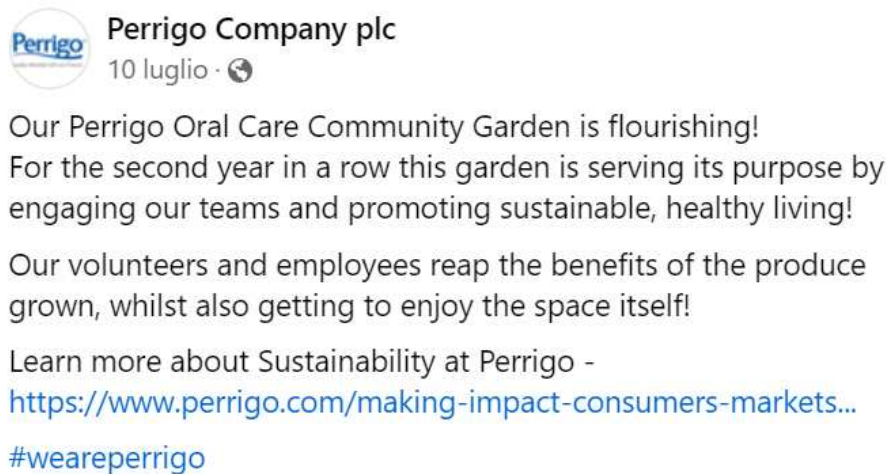 Perrigo
Perrigo Company plc
10 luglio ·
Our Perrigo Oral Care Community Garden is flourishing!
For the second year in a row this garden is serving its purpose by
engaging our teams and promoting sustainable, healthy living!
Our volunteers and employees reap the benefits of the produce
grown, whilst also getting to enjoy the space itself!
Learn more about Sustainability at Perrigo -
https://www.perrigo.com/making-impact-consumers-markets...
#weareperrigo